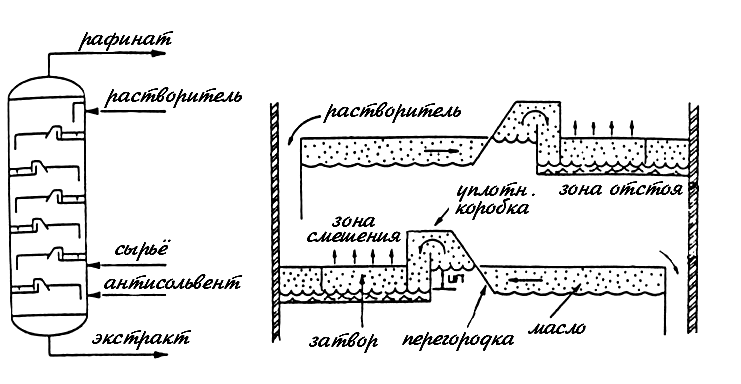 рафинат
растворитель
сырьё
антисольвент
экстракт
растворитель
уплотн.
коробка
зона отстоя
зона
смешения
затвор
перегородка
масло